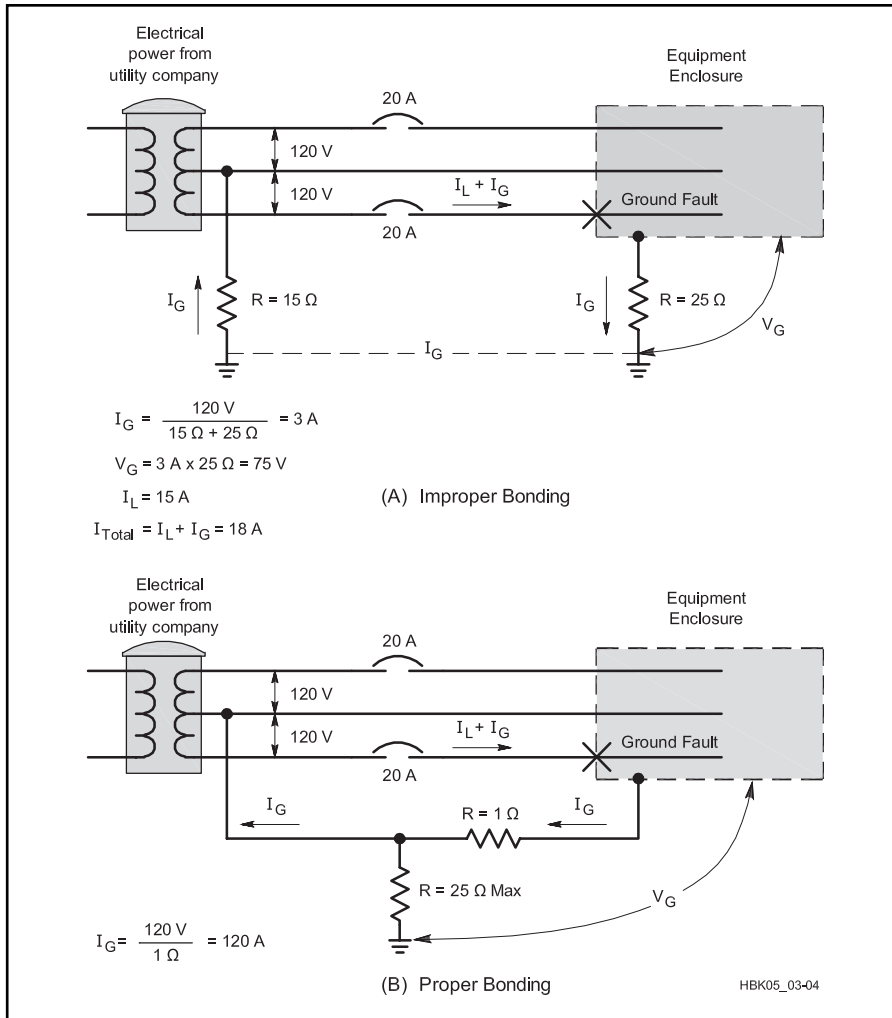 Electrical
power from
utility company
Equipment
Enclosure
20 A
120 V
120 V
I_L + I_G
Ground Fault
20 A
I_G
R = 15 Ω
I_G
R = 25 Ω
V_G
I_G
I_G = 120 V / 15 Ω + 25 Ω = 3 A
V_G = 3 A x 25 Ω = 75 V
I_L = 15 A
(A) Improper Bonding
I_Total = I_L + I_G = 18 A
Electrical
power from
utility company
Equipment
Enclosure
20 A
120 V
120 V
I_L + I_G
Ground Fault
20 A
I_G
R = 1 Ω
I_G
R = 25 Ω Max
V_G
I_G = 120 V / 1 Ω = 120 A
(B) Proper Bonding
HBK05_03-04